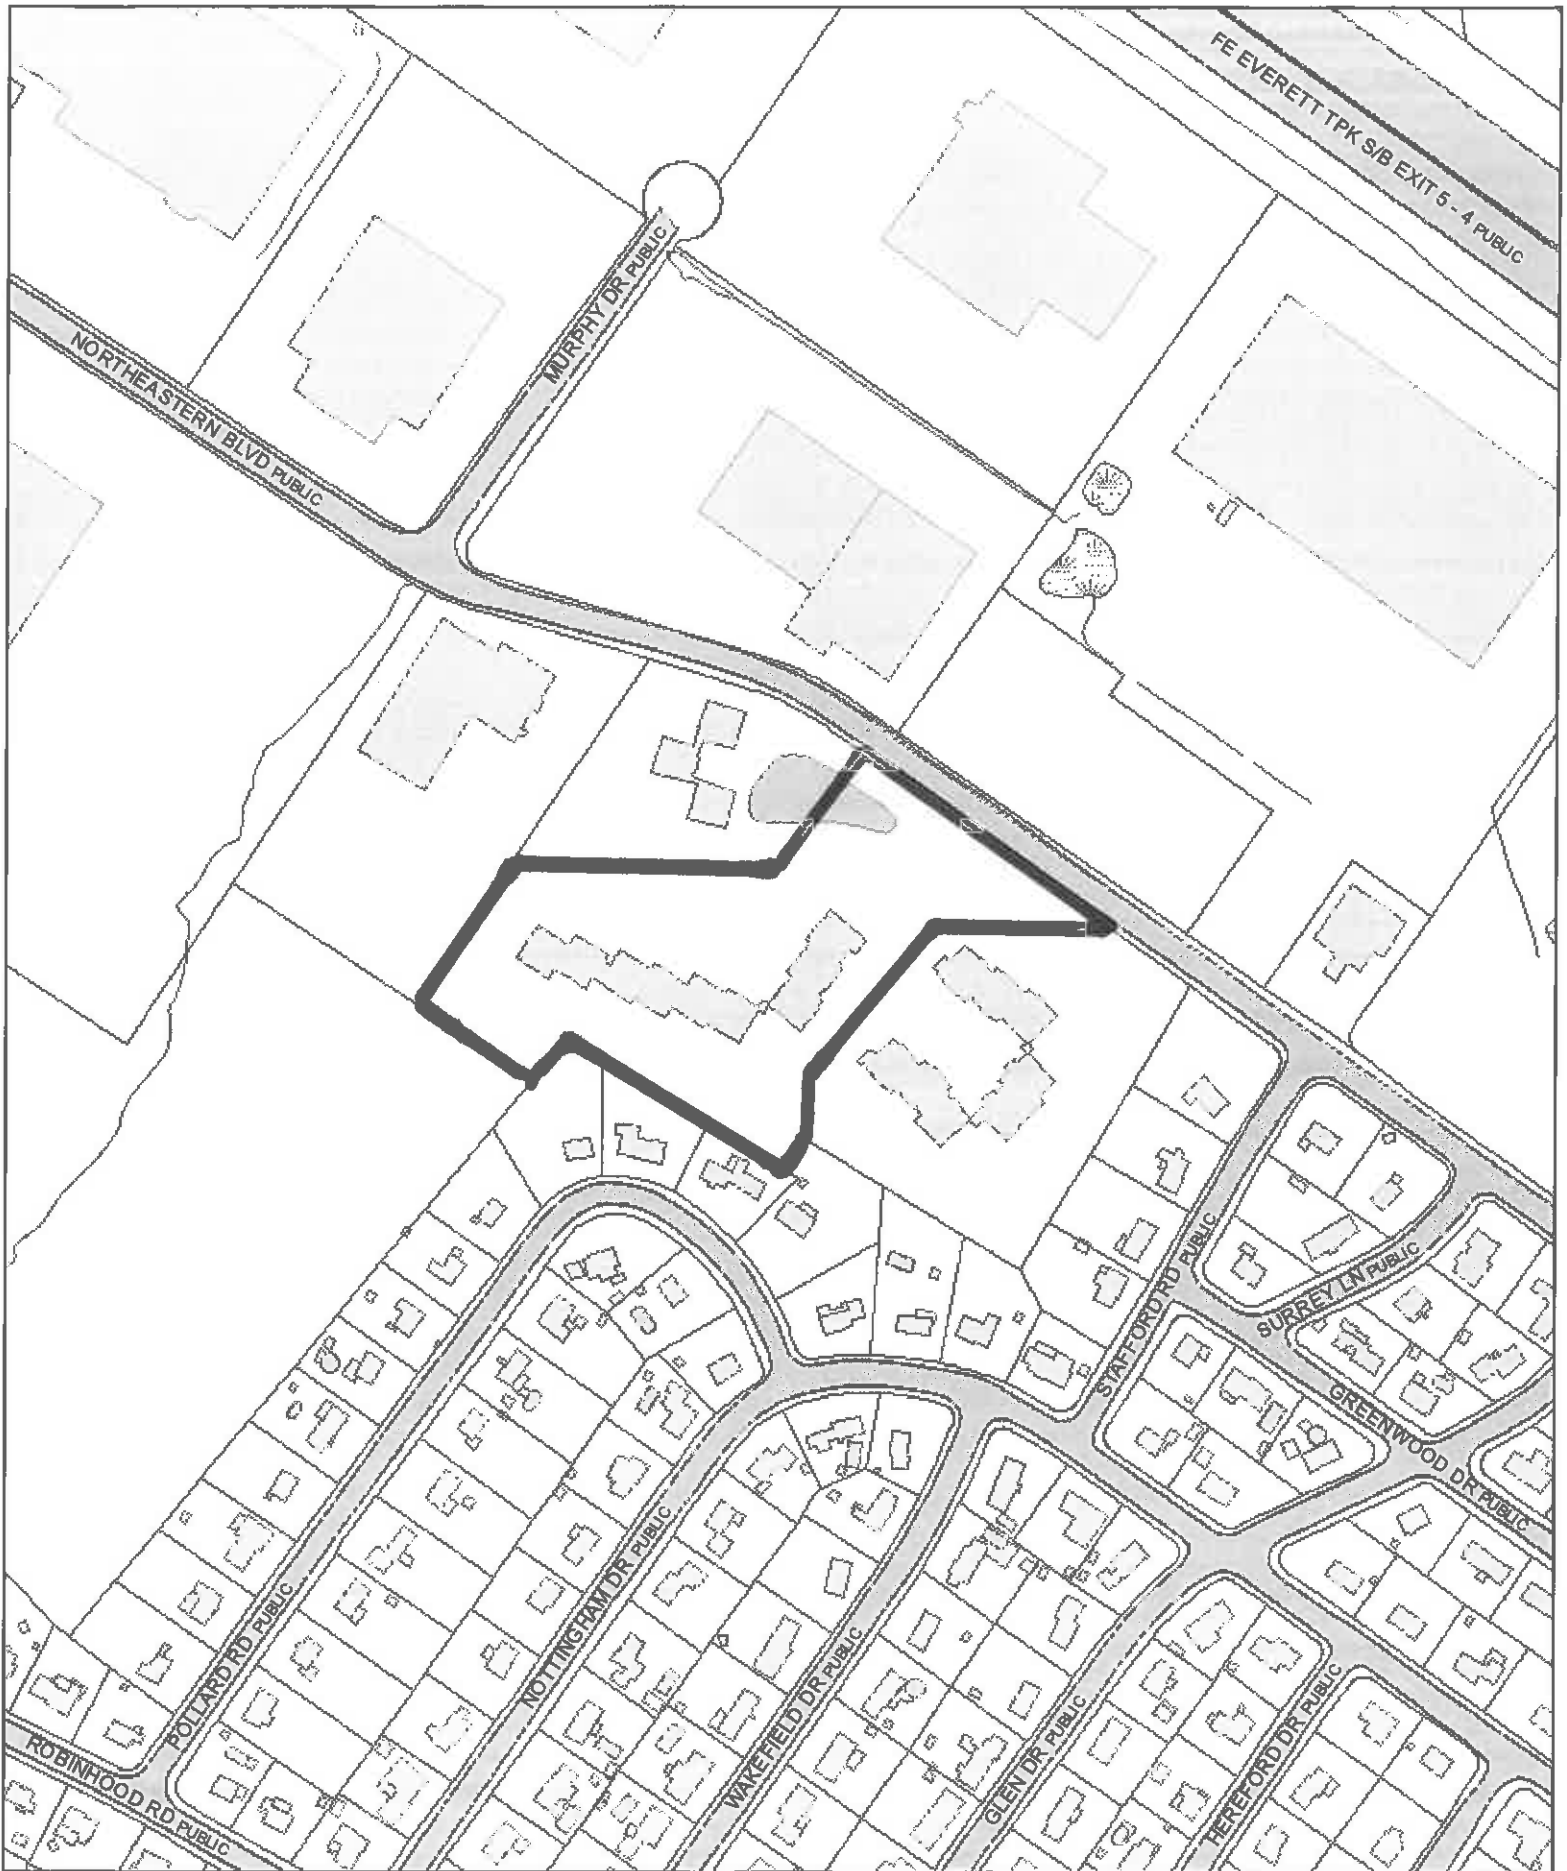 FE EVERETT TPK S/B EXIT 5 - 4 PUBLIC
MURPHY DR PUBLIC
NORTHEASTERN BLVD PUBLIC
STAFFORD RD PUBLIC
SURREY LN PUBLIC
GREENWOOD DR PUBLIC
NOTTINGHAM DR PUBLIC
POLLARD RD PUBLIC
WAKEFIELD DR PUBLIC
GLEN DR PUBLIC
HEREFORD DR PUBLIC
ROBINHOOD RD PUBLIC